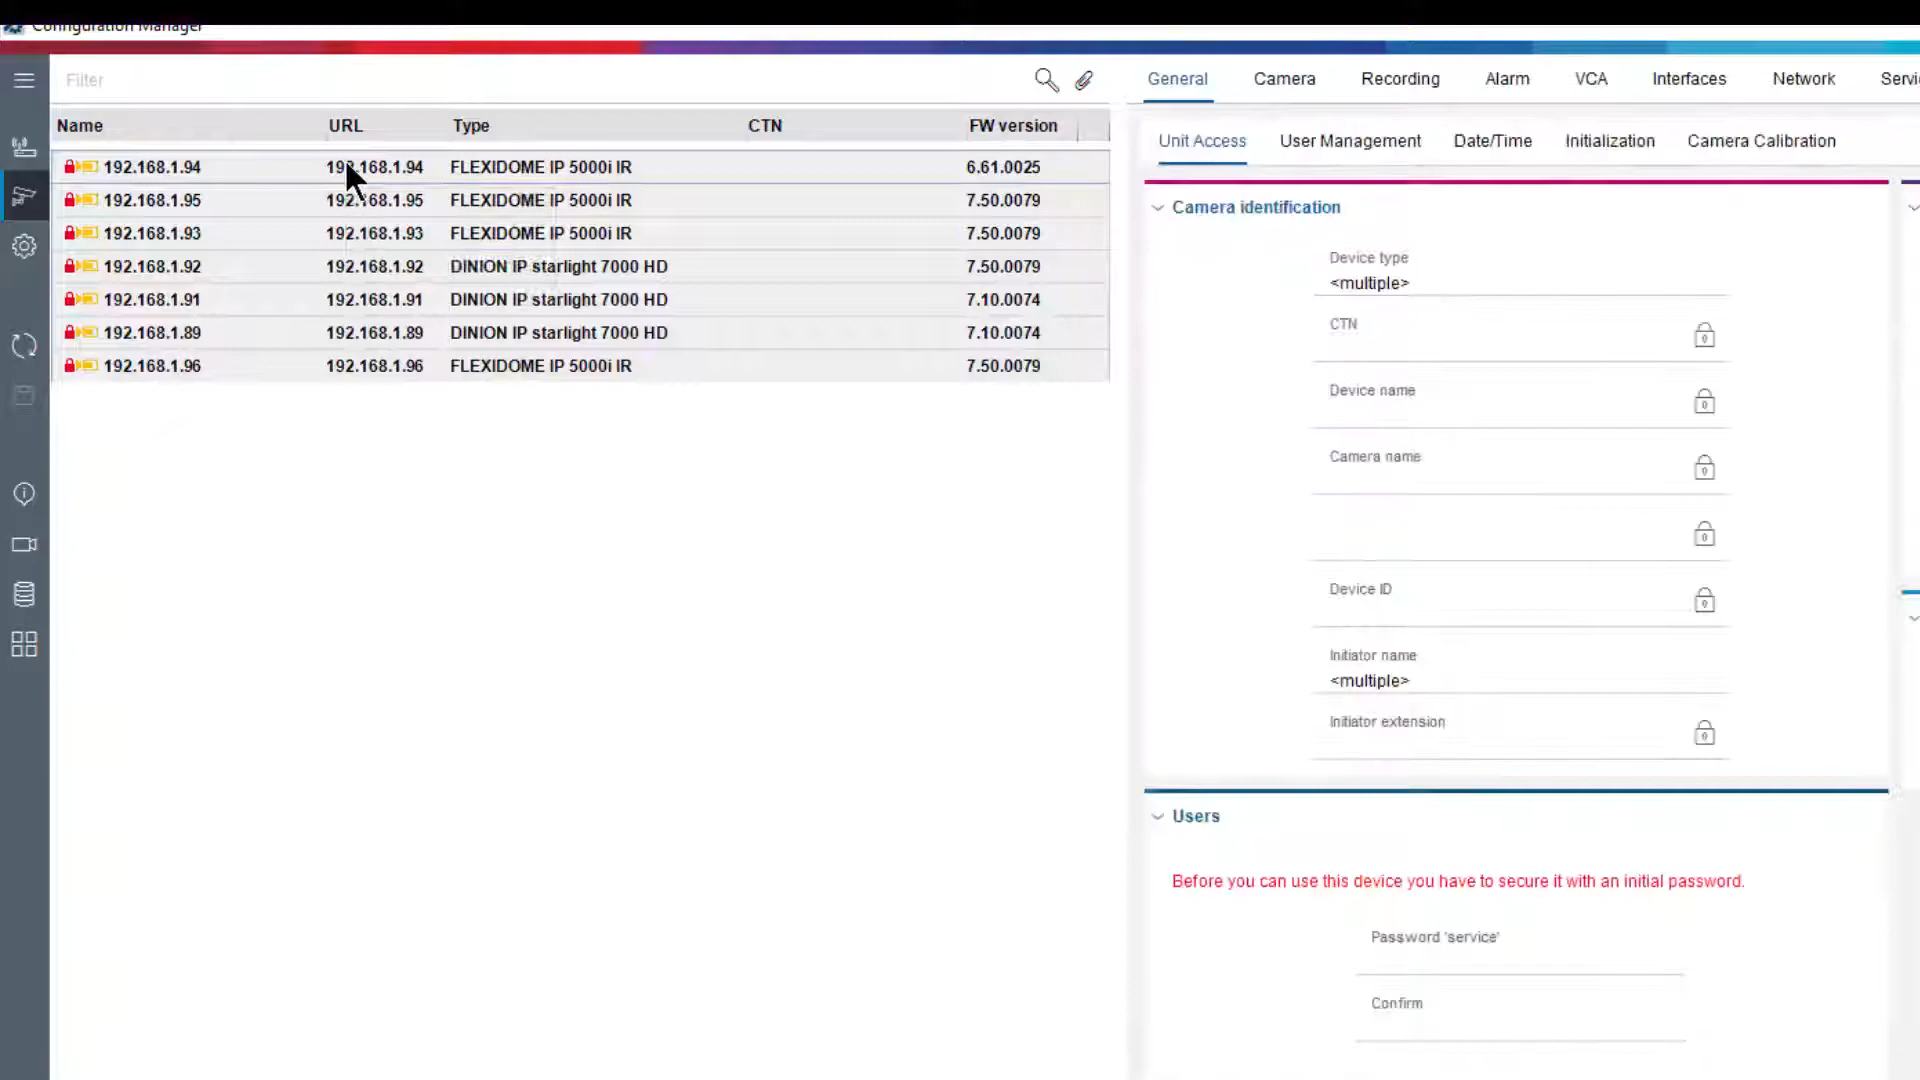 Configuration Manager
Filter
General Camera Recording Alarm VCA Interfaces Network
Name URL Type CTN FW version
Unit Access User Management Date/Time Initialization Camera Calibration
192.168.1.94 192.168.1.94 FLEXIDOME IP 5000i IR 6.61.0025
192.168.1.95 192.168.1.95 FLEXIDOME IP 5000i IR 7.50.0079
192.168.1.93 192.168.1.93 FLEXIDOME IP 5000i IR 7.50.0079
192.168.1.92 192.168.1.92 DINION IP starlight 7000 HD 7.50.0079
192.168.1.91 192.168.1.91 DINION IP starlight 7000 HD 7.10.0074
192.168.1.89 192.168.1.89 DINION IP starlight 7000 HD 7.10.0074
192.168.1.96 192.168.1.96 FLEXIDOME IP 5000i IR 7.50.0079
Camera identification
Device type
<multiple>
CTN
Device name
Camera name
Device ID
Initiator name
<multiple>
Initiator extension
Users
Before you can use this device you have to secure it with an initial password.
Password 'service'
Confirm